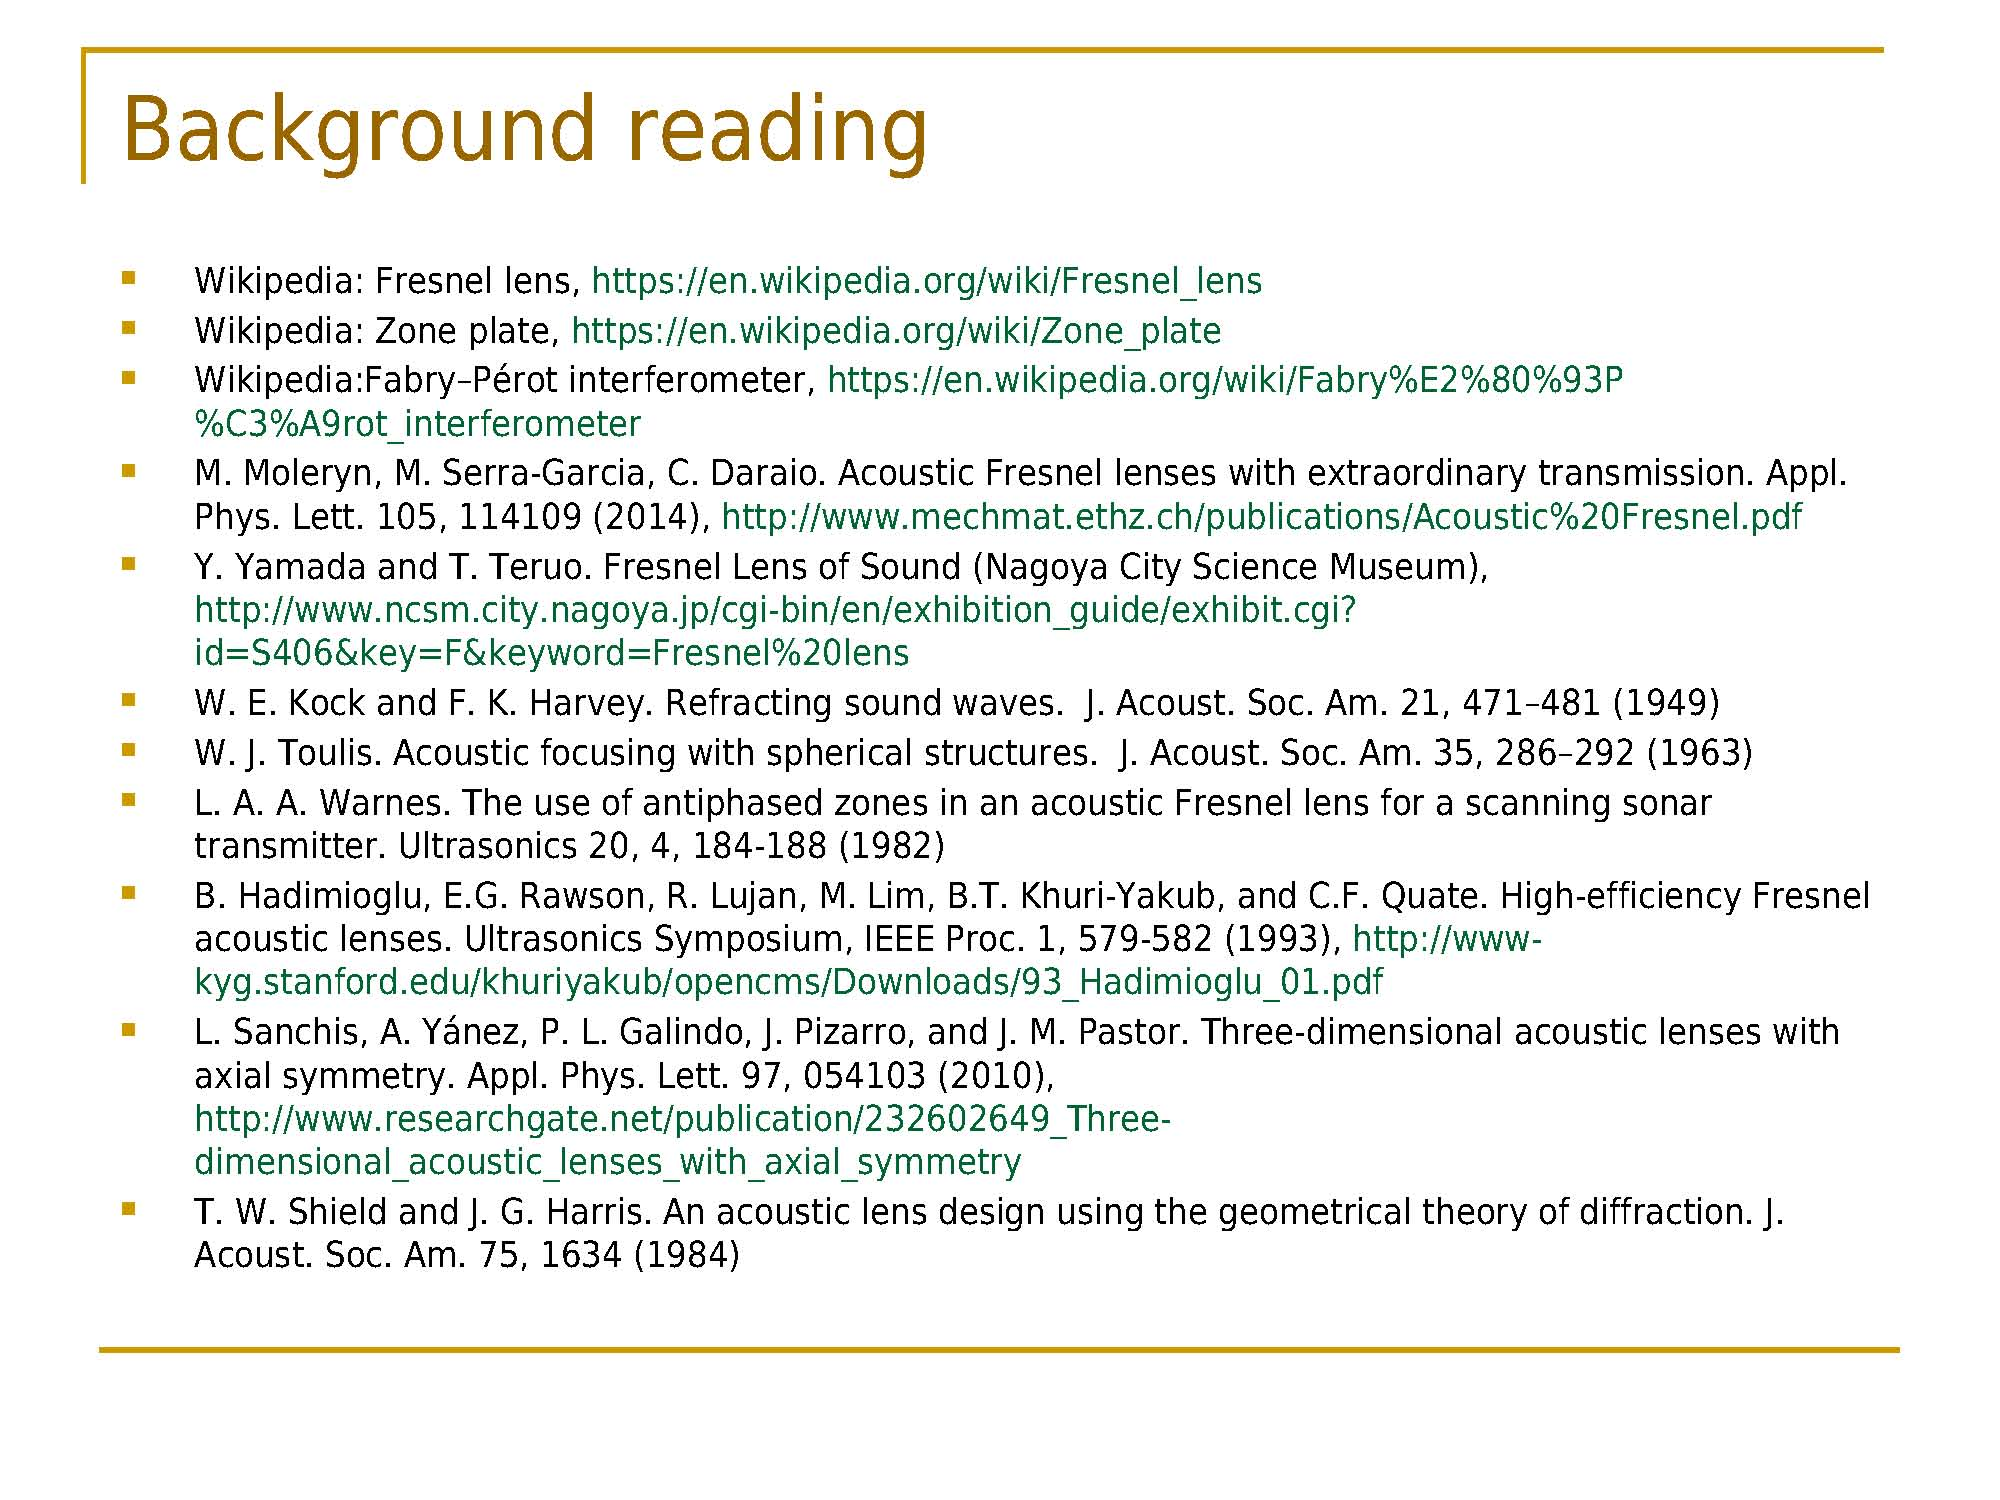 Background reading
Wikipedia: Fresnel lens, https://en.wikipedia.org/wiki/Fresnel_lens
Wikipedia: Zone plate, https://en.wikipedia.org/wiki/Zone_plate
Wikipedia:Fabry–Pérot interferometer, https://en.wikipedia.org/wiki/Fabry%E2%80%93P
%C3%A9rot_interferometer
M. Moleryn, M. Serra-Garcia, C. Daraio. Acoustic Fresnel lenses with extraordinary transmission. Appl.
Phys. Lett. 105, 114109 (2014), http://www.mechmat.ethz.ch/publications/Acoustic%20Fresnel.pdf
Y. Yamada and T. Teruo. Fresnel Lens of Sound (Nagoya City Science Museum),
http://www.ncsm.city.nagoya.jp/cgi-bin/en/exhibition_guide/exhibit.cgi?
id=S406&key=F&keyword=Fresnel%20lens
W. E. Kock and F. K. Harvey. Refracting sound waves.  J. Acoust. Soc. Am. 21, 471–481 (1949)
W. J. Toulis. Acoustic focusing with spherical structures.  J. Acoust. Soc. Am. 35, 286–292 (1963)
L. A. A. Warnes. The use of antiphased zones in an acoustic Fresnel lens for a scanning sonar
transmitter. Ultrasonics 20, 4, 184-188 (1982)
B. Hadimioglu, E.G. Rawson, R. Lujan, M. Lim, B.T. Khuri-Yakub, and C.F. Quate. High-efficiency Fresnel
acoustic lenses. Ultrasonics Symposium, IEEE Proc. 1, 579-582 (1993), http://www-
kyg.stanford.edu/khuriyakub/opencms/Downloads/93_Hadimioglu_01.pdf
L. Sanchis, A. Yánez, P. L. Galindo, J. Pizarro, and J. M. Pastor. Three-dimensional acoustic lenses with
axial symmetry. Appl. Phys. Lett. 97, 054103 (2010),
http://www.researchgate.net/publication/232602649_Three-
dimensional_acoustic_lenses_with_axial_symmetry
T. W. Shield and J. G. Harris. An acoustic lens design using the geometrical theory of diffraction. J.
Acoust. Soc. Am. 75, 1634 (1984)